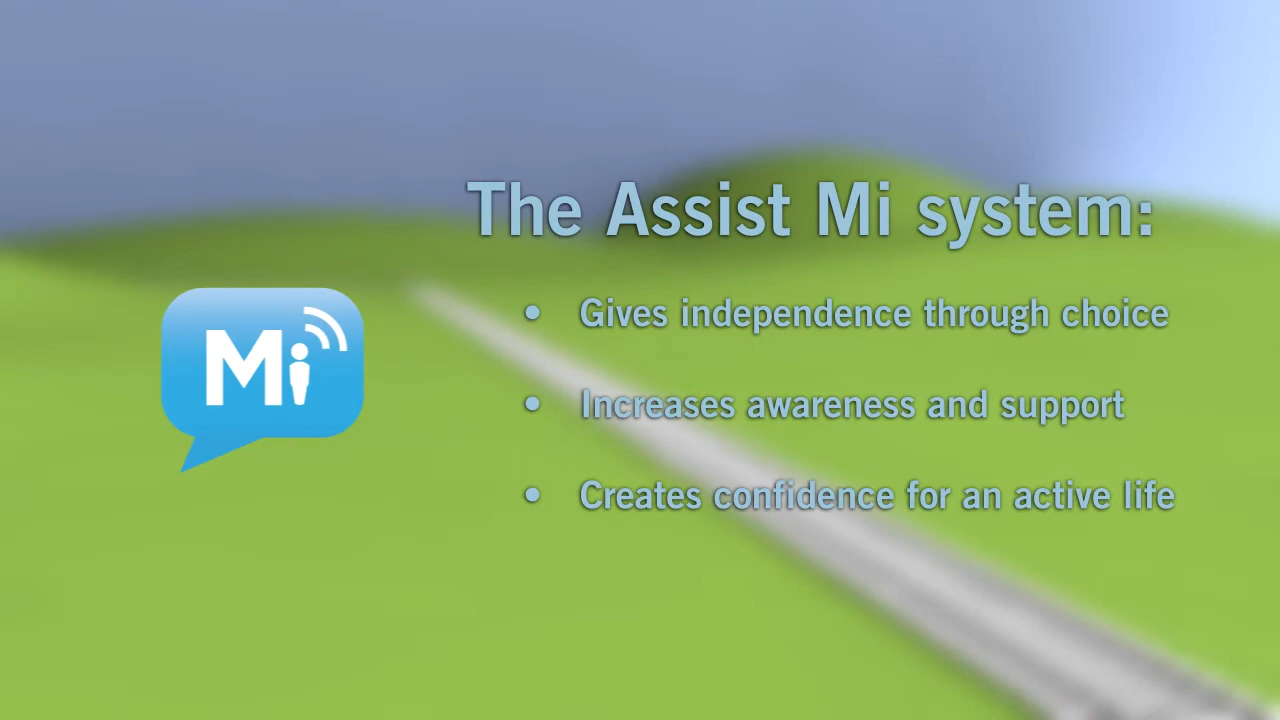 The Assist Mi system:
• Gives independence through choice
Mi
• Increases awareness and support
• Creates confidence for an active life